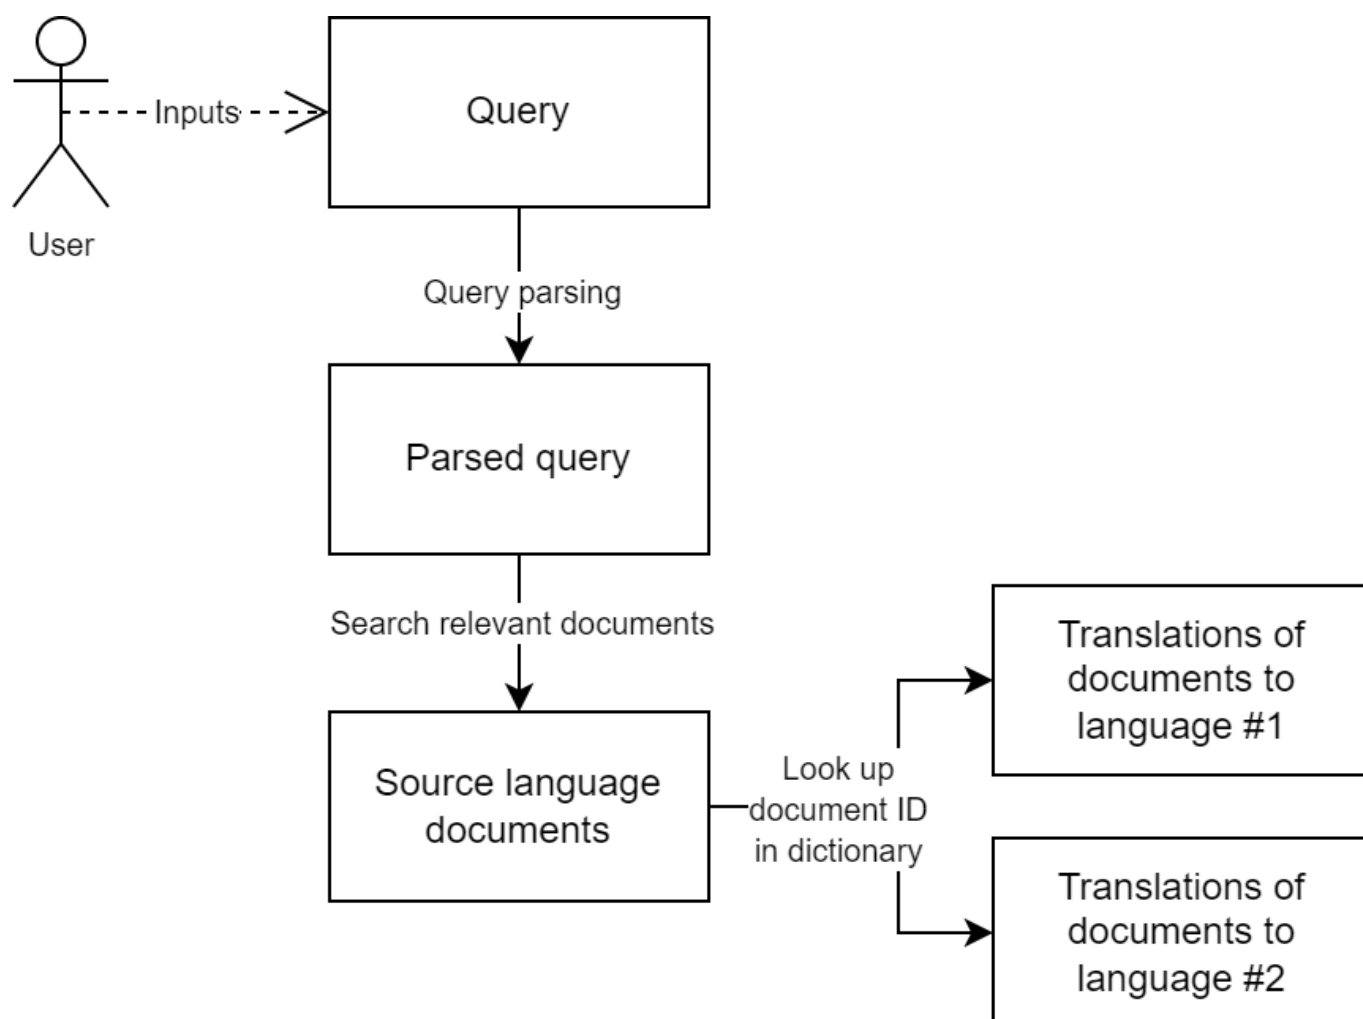 Inputs
Query
User
Query parsing
Parsed query
Search relevant documents
Source language
documents
Look up
document ID
in dictionary
Translations of
documents to
language #1
Translations of
documents to
language #2